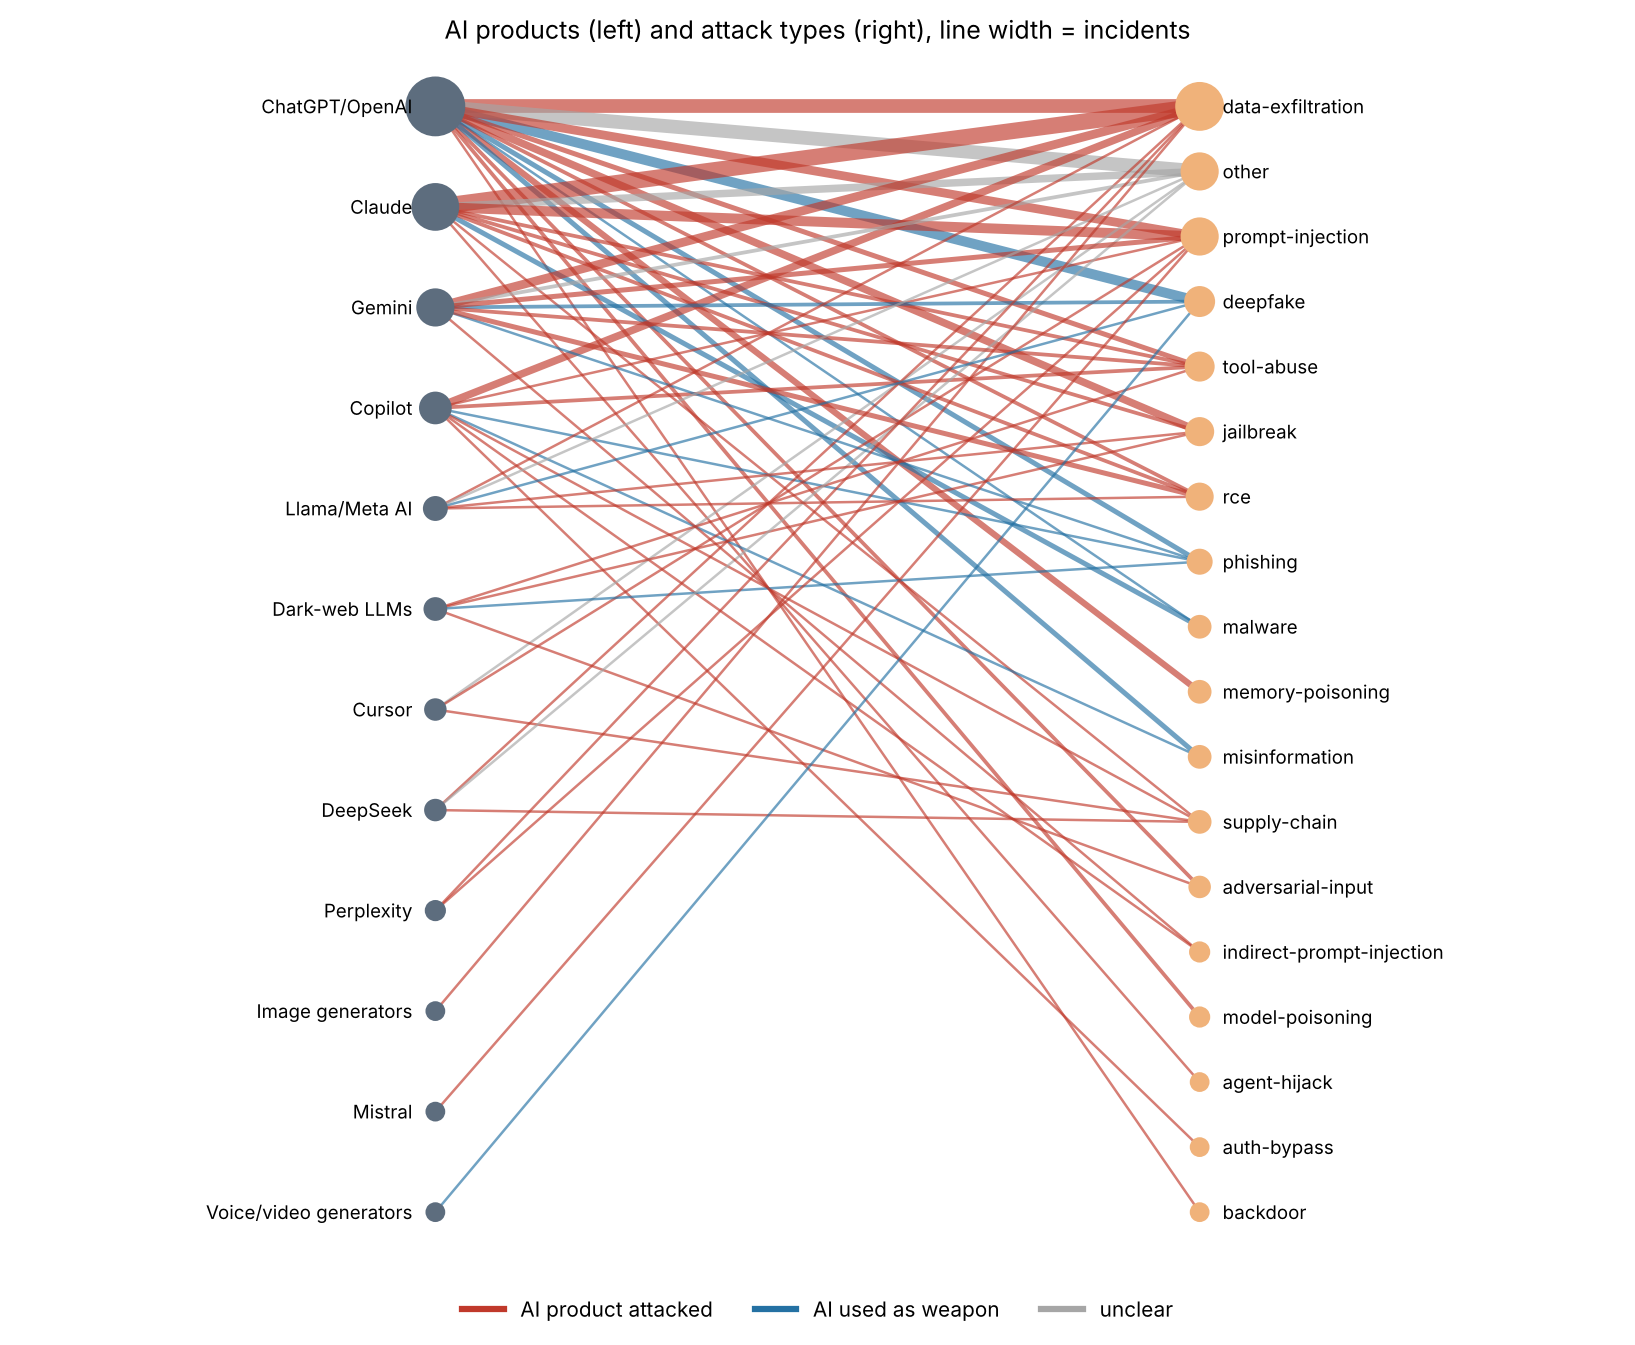 AI products (left) and attack types (right), line width = incidents
ChatGPT/OpenAI
Claude
Gemini
Copilot
Llama/Meta AI
Dark-web LLMs
Cursor
DeepSeek
Perplexity
Image generators
Mistral
Voice/video generators
data-exfiltration
other
prompt-injection
deepfake
tool-abuse
jailbreak
rce
phishing
malware
memory-poisoning
misinformation
supply-chain
adversarial-input
indirect-prompt-injection
model-poisoning
agent-hijack
auth-bypass
backdoor
AI product attacked
AI used as weapon
unclear